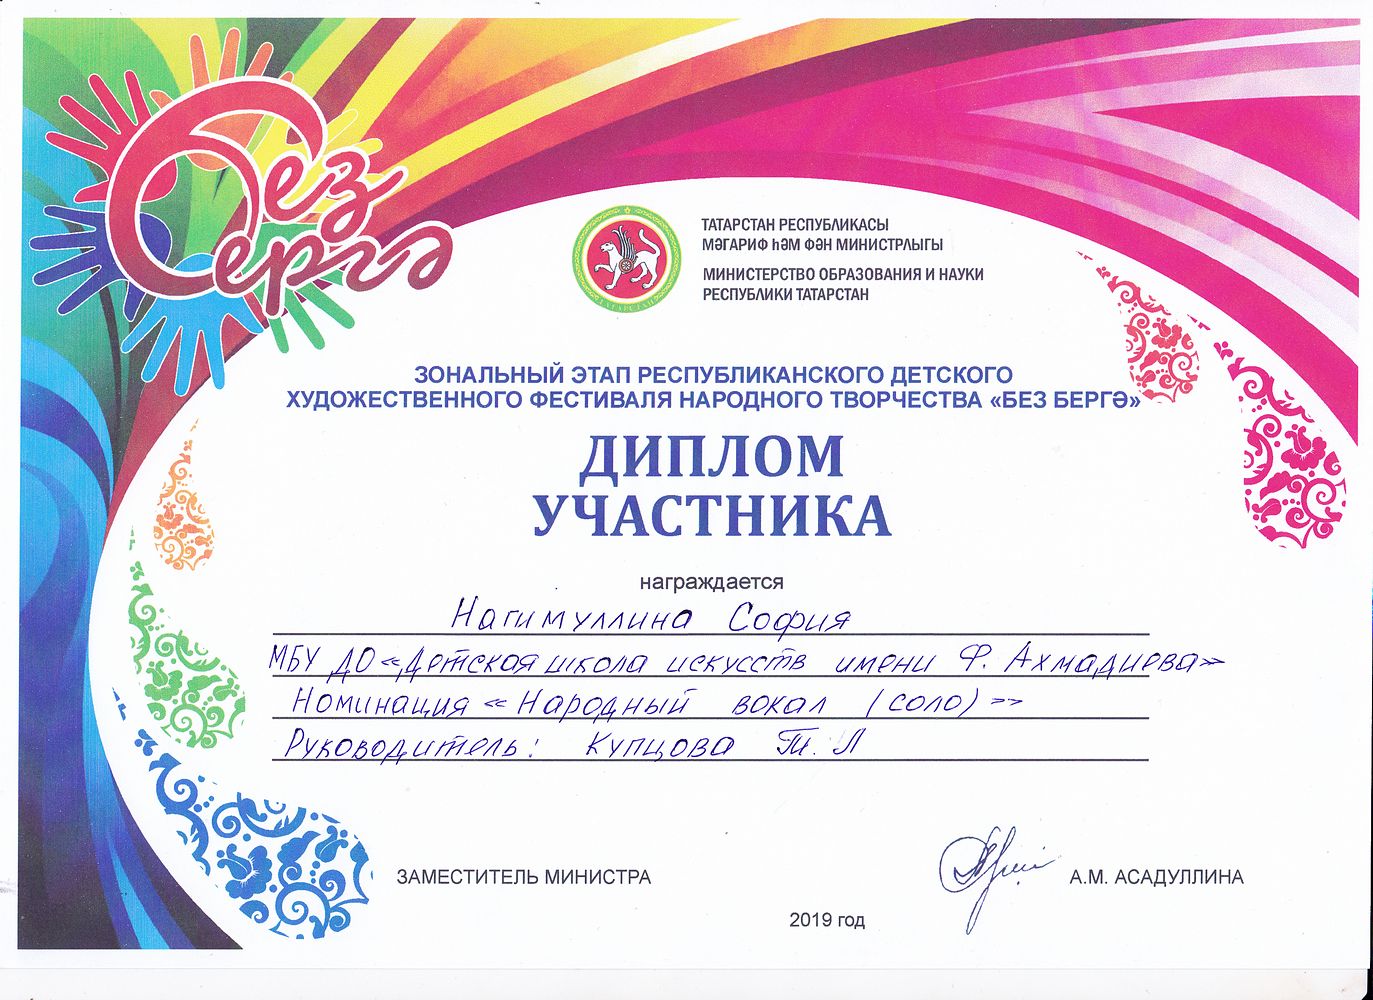 Без
Бергә
ТАТАРСТАН РЕСПУБЛИКАСЫ
МӘГАРИФ ҺӘМ ФӘН МИНИСТРЛЫГЫ
МИНИСТЕРСТВО ОБРАЗОВАНИЯ И НАУКИ
РЕСПУБЛИКИ ТАТАРСТАН
ТАТАРСТАН
ЗОНАЛЬНЫЙ ЭТАП РЕСПУБЛИКАНСКОГО ДЕТСКОГО
ХУДОЖЕСТВЕННОГО ФЕСТИВАЛЯ НАРОДНОГО ТВОРЧЕСТВА «БЕЗ БЕРГӘ»
ДИПЛОМ
УЧАСТНИКА
награждается
Нагимуллина София
МБУ ДО «Детская школа искусств имени Ф. Ахмадиева»
Номинация «Народный вокал (соло)»
Руководитель: Купцова Т. Л
ЗАМЕСТИТЕЛЬ МИНИСТРА
А.М. АСАДУЛЛИНА
2019 год